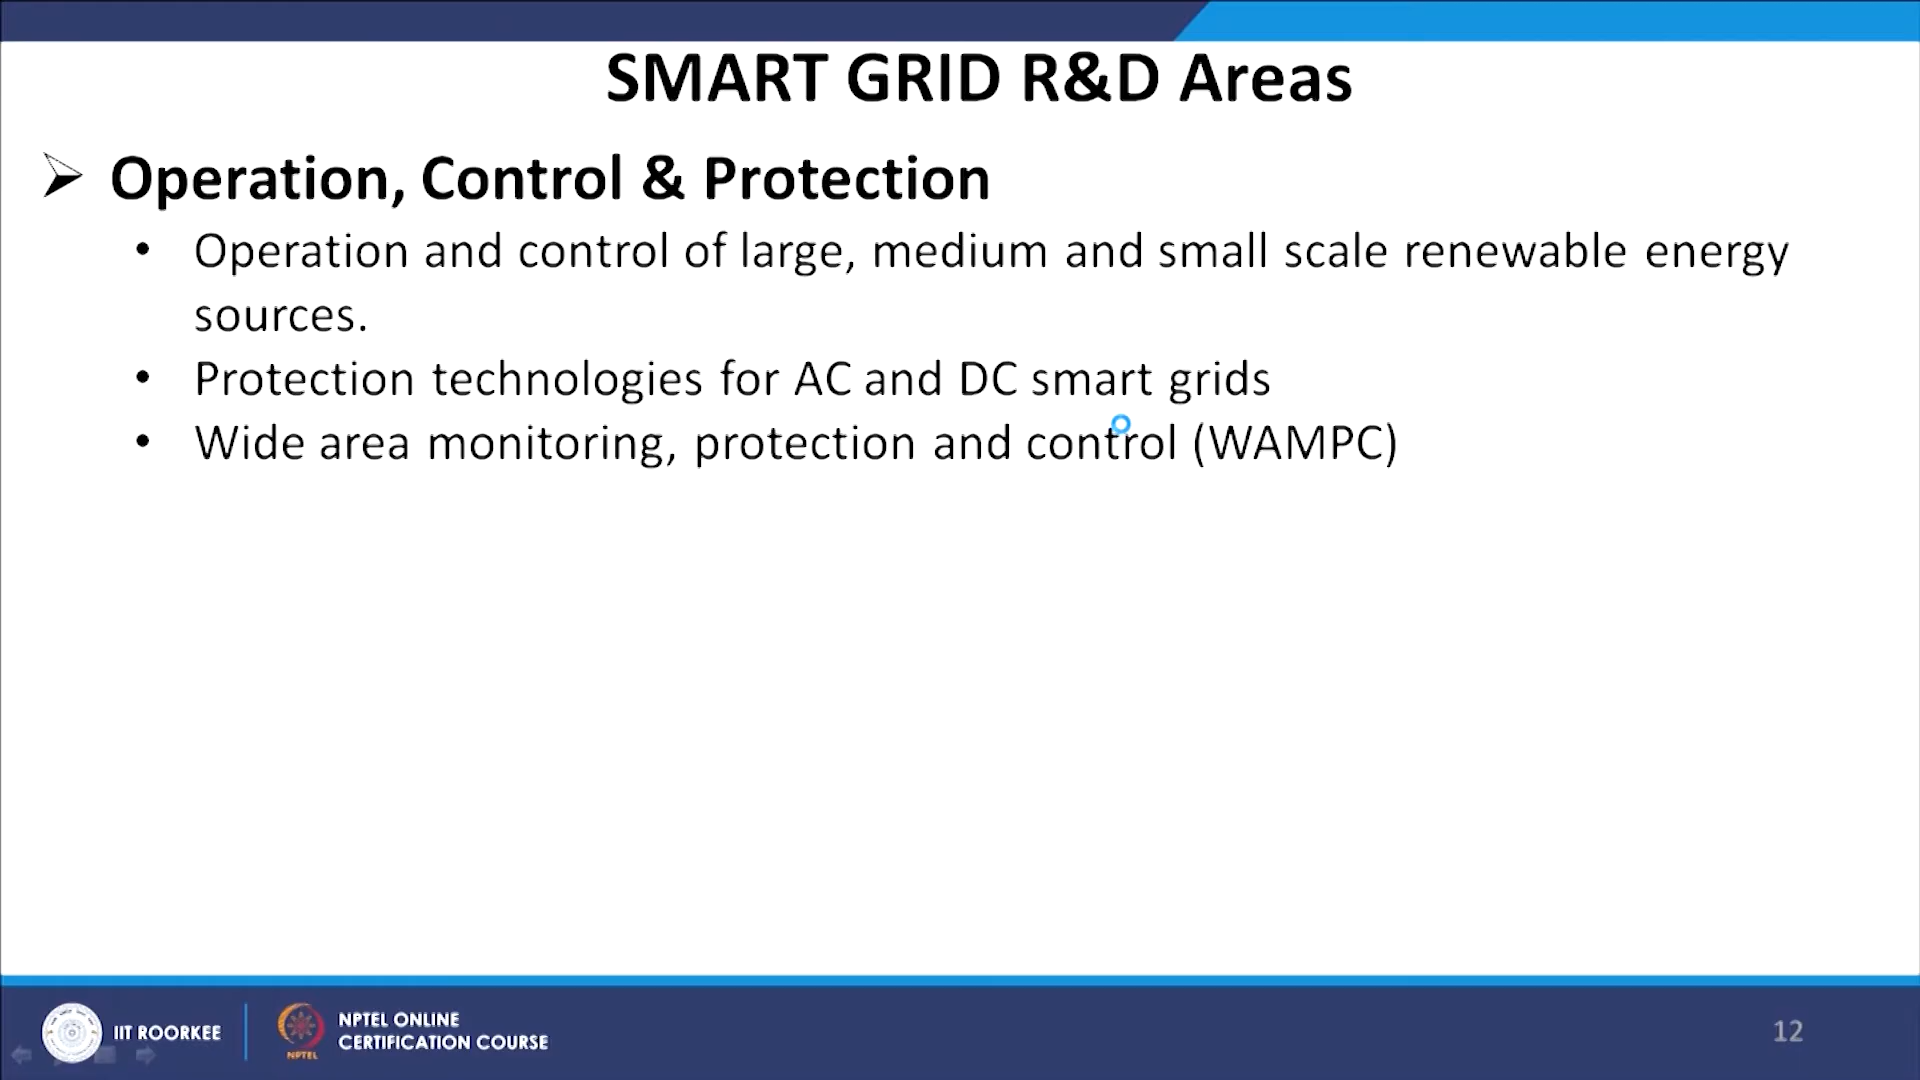 SMART GRID R&D Areas
➢ Operation, Control & Protection
• Operation and control of large, medium and small scale renewable energy
sources.
• Protection technologies for AC and DC smart grids
• Wide area monitoring, protection and control (WAMPC)
IIT ROORKEE
NPTEL
NPTEL ONLINE
CERTIFICATION COURSE
12